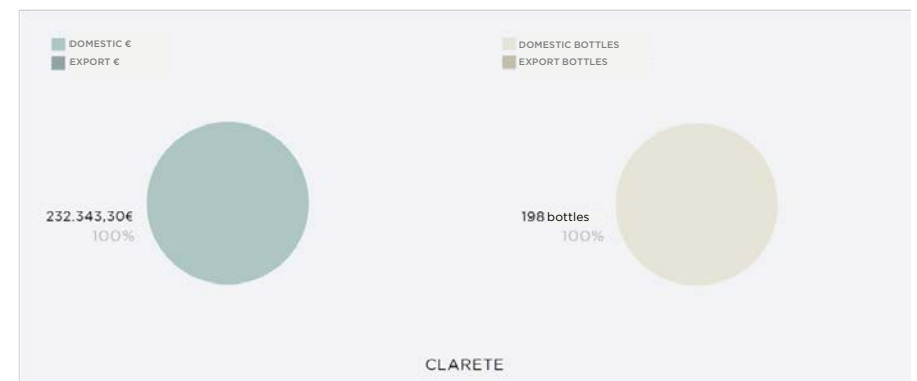 DOMESTIC €
EXPORT €
DOMESTIC BOTTLES
EXPORT BOTTLES
232.343,30€
100%
198 bottles
100%
CLARETE